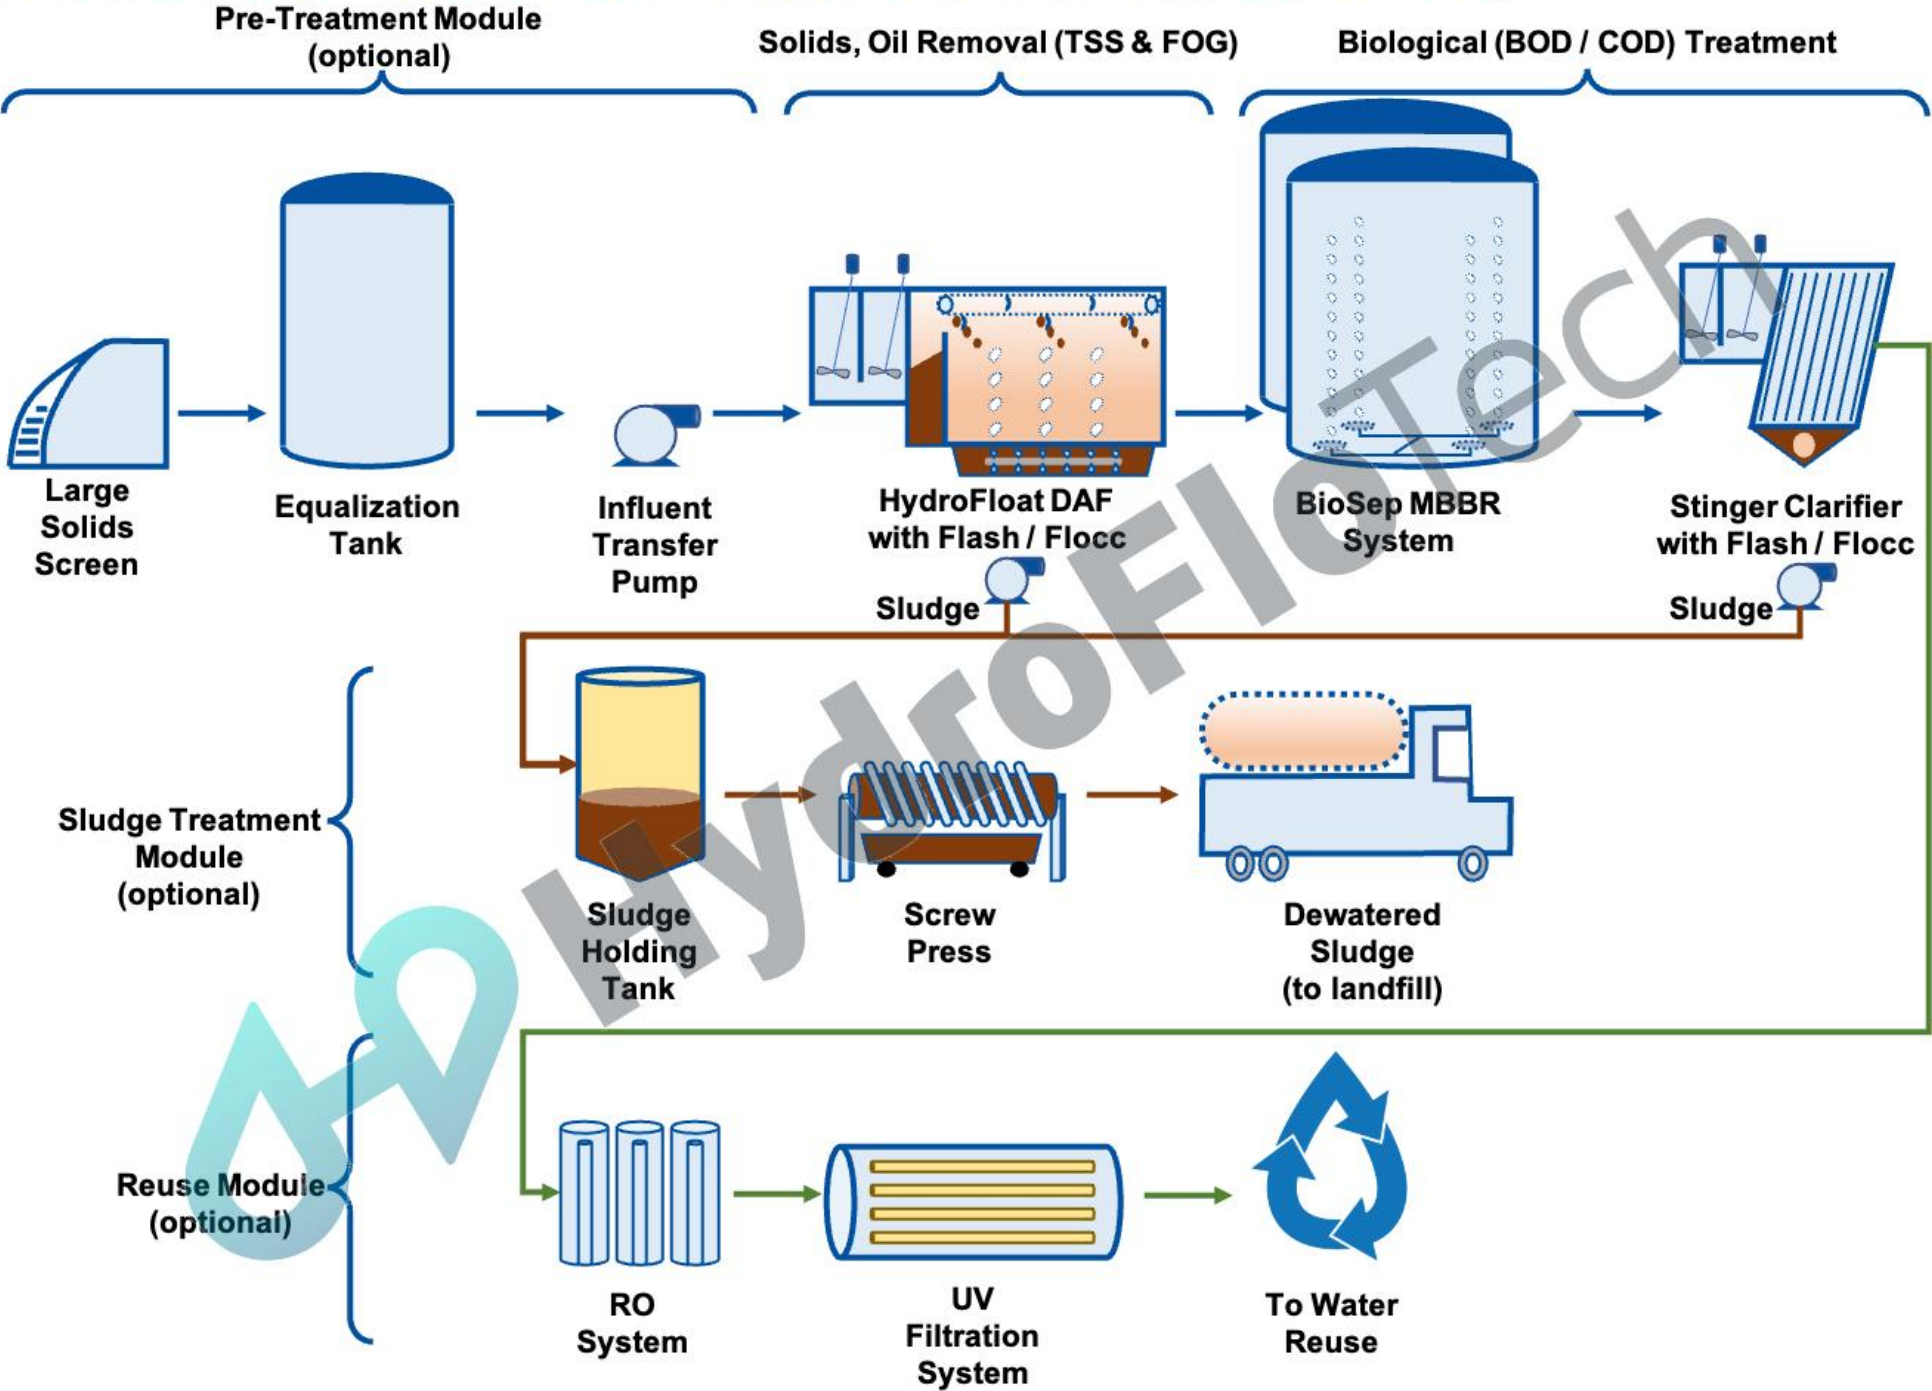 Pre-Treatment Module
(optional)
Solids, Oil Removal (TSS & FOG)
Biological (BOD / COD) Treatment
Large
Solids
Screen
Equalization
Tank
Influent
Transfer
Pump
HydroFloat DAF
with Flash / Flocc
BioSep MBBR
System
Stinger Clarifier
with Flash / Flocc
Sludge
Sludge
Sludge Treatment
Module
(optional)
Sludge
Holding
Tank
Screw
Press
Dewatered
Sludge
(to landfill)
Reuse Module
(optional)
RO
System
UV
Filtration
System
To Water
Reuse
HydroFloTech